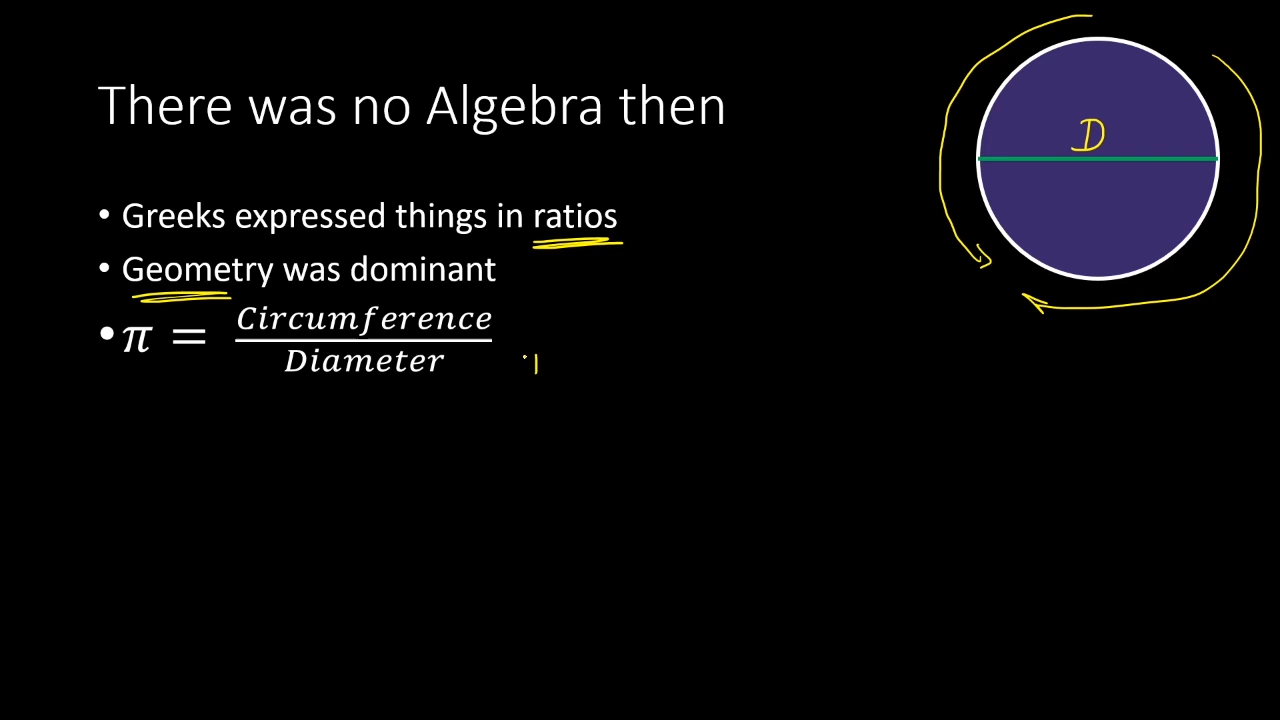 There was no Algebra then
• Greeks expressed things in ratios
• Geometry was dominant
• π = Circumference
Diameter
D